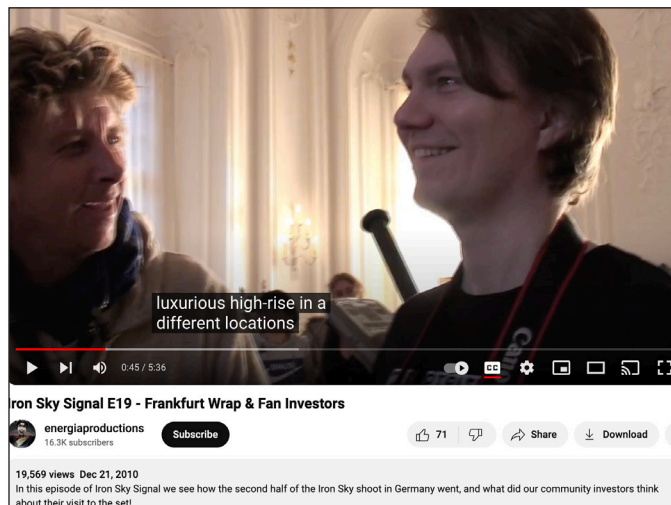 luxurious high-rise in a
different locations
0:45 / 5:36
CC
Iron Sky Signal E19 - Frankfurt Wrap & Fan Investors
energiaproductions
16.3K subscribers
Subscribe
71
Share
Download
19,569 views Dec 21, 2010
In this episode of Iron Sky Signal we see how the second half of the Iron Sky shoot in Germany went, and what did our community investors think
about their visit to the set!